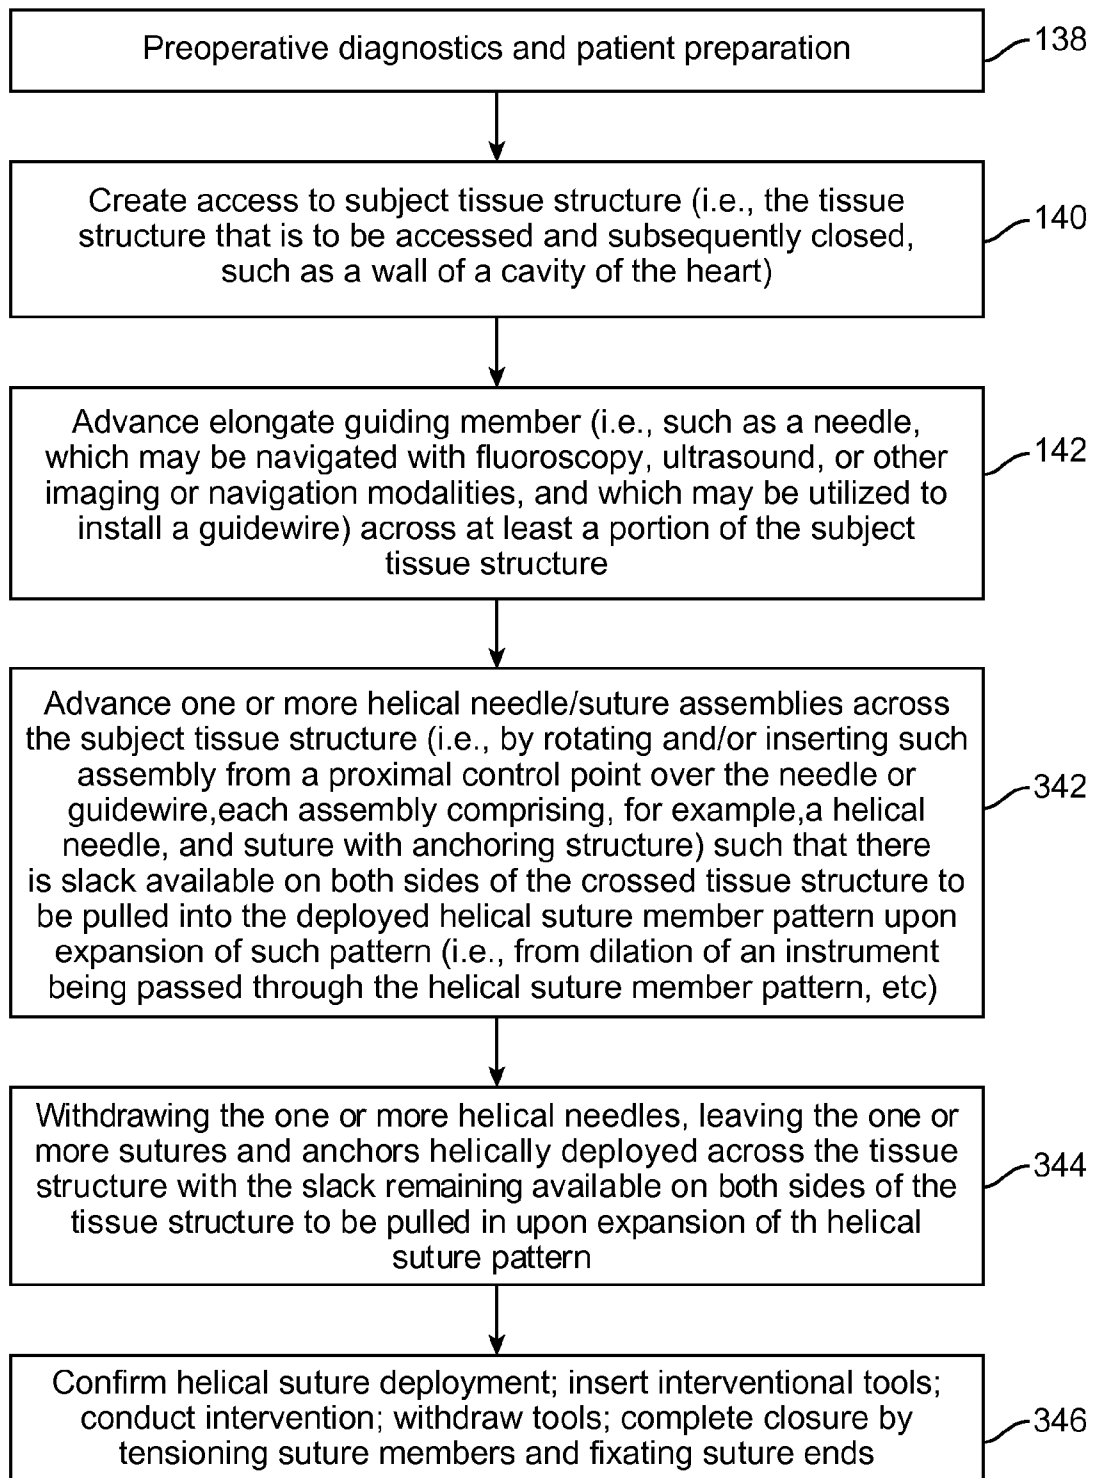 Preoperative diagnostics and patient preparation
138
Create access to subject tissue structure (i.e., the tissue
structure that is to be accessed and subsequently closed,
such as a wall of a cavity of the heart)
140
Advance elongate guiding member (i.e., such as a needle,
which may be navigated with fluoroscopy, ultrasound, or other
imaging or navigation modalities, and which may be utilized to
install a guidewire) across at least a portion of the subject
tissue structure
142
Advance one or more helical needle/suture assemblies across
the subject tissue structure (i.e., by rotating and/or inserting such
assembly from a proximal control point over the needle or
guidewire,each assembly comprising, for example,a helical
needle, and suture with anchoring structure) such that there
is slack available on both sides of the crossed tissue structure to
be pulled into the deployed helical suture member pattern upon
expansion of such pattern (i.e., from dilation of an instrument
being passed through the helical suture member pattern, etc)
342
Withdrawing the one or more helical needles, leaving the one or
more sutures and anchors helically deployed across the tissue
structure with the slack remaining available on both sides of the
tissue structure to be pulled in upon expansion of th helical
suture pattern
344
Confirm helical suture deployment; insert interventional tools;
conduct intervention; withdraw tools; complete closure by
tensioning suture members and fixating suture ends
346